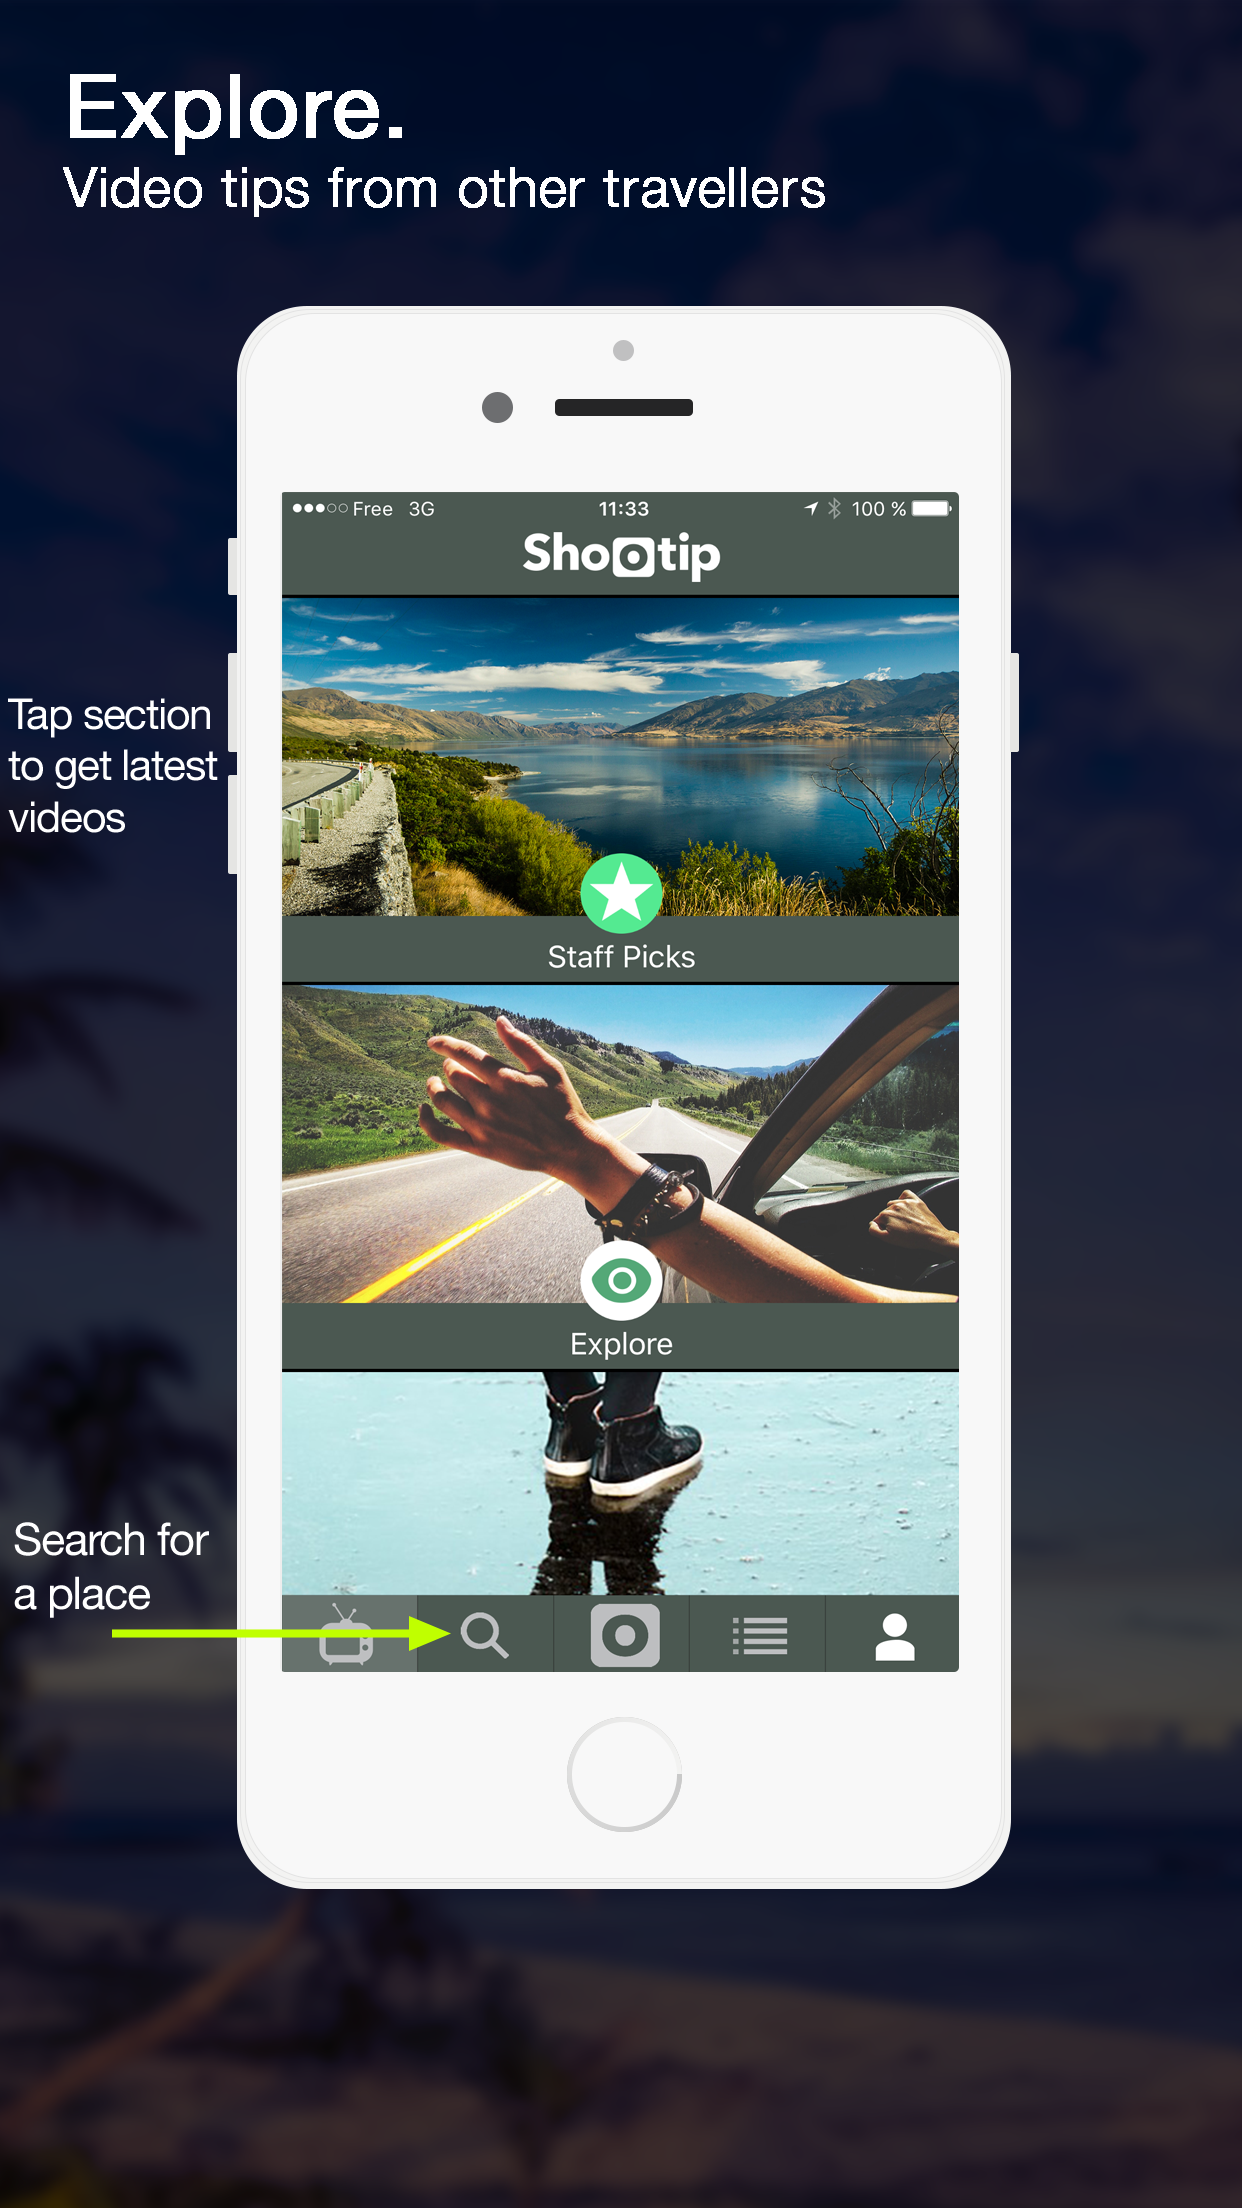 Explore.
Video tips from other travellers
Free 3G 11:33 100 %
Shootip
Tap section
to get latest
videos
Staff Picks
Explore
Search for
a place